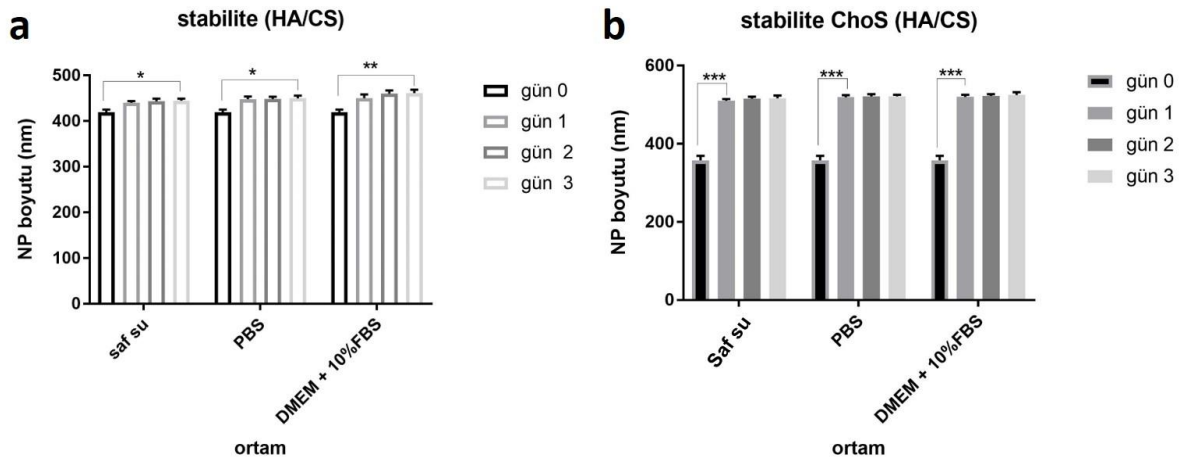 a
stabilite (HA/CS)
NP boyutu (nm)
500
400
300
200
100
0
*
*
**
saf su
PBS
DMEM + 10%FBS
ortam
gün 0
gün 1
gün 2
gün 3
b
stabilite ChoS (HA/CS)
NP boyutu (nm)
600
400
200
0
***
***
***
Saf su
PBS
DMEM + 10%FBS
ortam
gün 0
gün 1
gün 2
gün 3